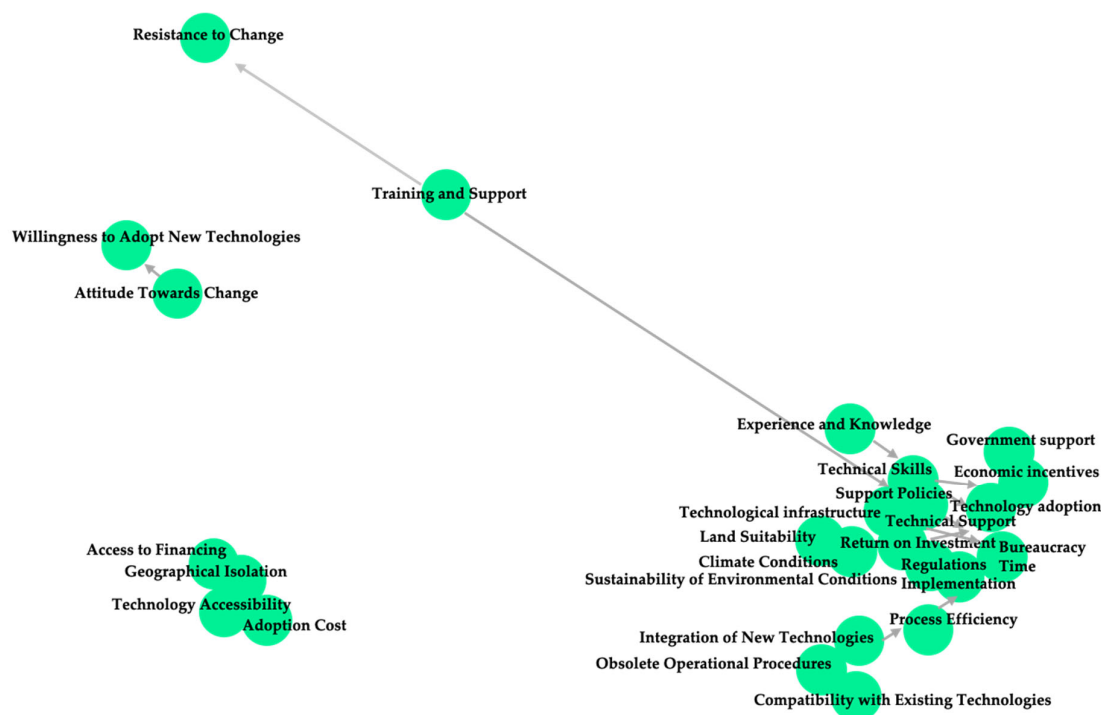 Resistance to Change
Training and Support
Willingness to Adopt New Technologies
Attitude Towards Change
Experience and Knowledge
Government support
Technical Skills
Economic incentives
Support Policies
Technology adoption
Technological infrastructure
Technical Support
Land Suitability
Return on Investment
Bureaucracy
Access to Financing
Climate Conditions
Regulations
Time
Geographical Isolation
Sustainability of Environmental Conditions
Implementation
Technology Accessibility
Adoption Cost
Process Efficiency
Integration of New Technologies
Obsolete Operational Procedures
Compatibility with Existing Technologies